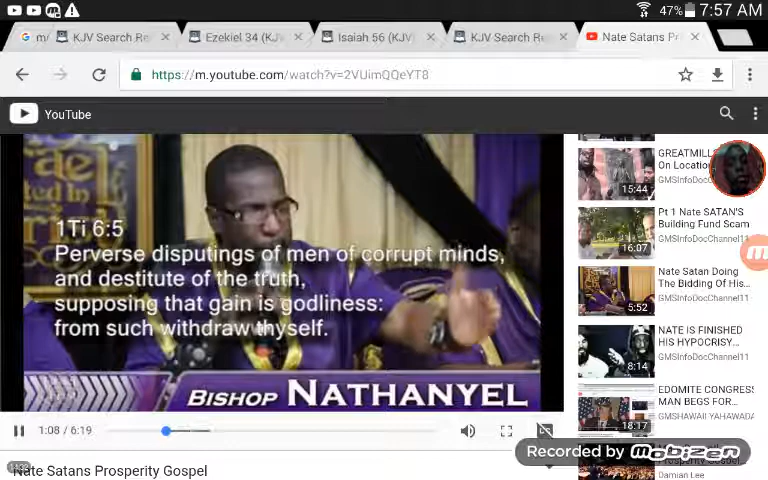 47% 7:57 AM
KJV Search Re
Ezekiel 34 (KJV
Isaiah 56 (KJV)
KJV Search Re
Nate Satans Pr
https://m.youtube.com/watch?v=2VUimQQeYT8
YouTube
1Ti 6:5
Perverse disputings of men of corrupt minds,
and destitute of the truth,
supposing that gain is godliness:
from such withdraw thyself.
BISHOP NATHANYEL
1:08 / 6:19
Nate Satans Prosperity Gospel
GREATMILL
On Locatio
GMSInfoDocC
15:44
Pt 1 Nate SATAN'S
Building Fund Scam
GMSInfoDocChannel11
16:07
Nate Satan Doing
The Bidding Of His...
GMSInfoDocChannel11
5:52
NATE IS FINISHED
HIS HYPOCRISY...
GMSInfoDocChannel11
8:14
EDOMITE CONGRESS
MAN BEGS FOR...
GMSHAWAII YAHAWADA
18:17
Damian Lee
Recorded by Mobizen